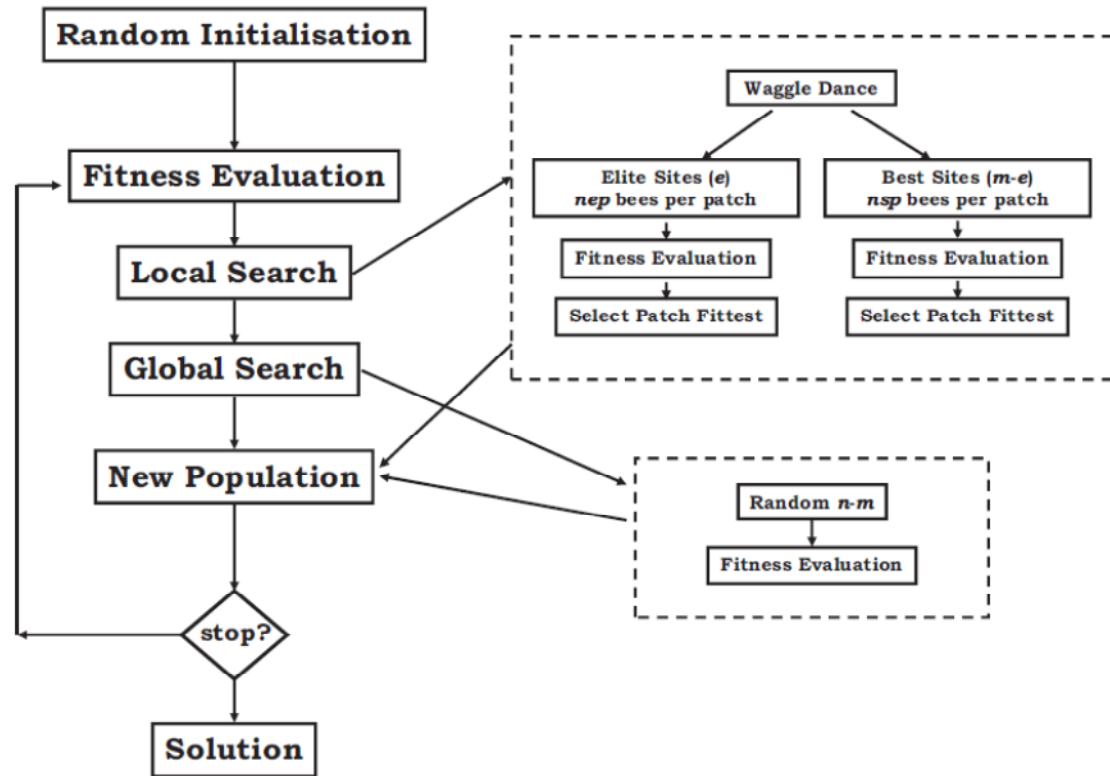 Random Initialisation
Fitness Evaluation
Local Search
Global Search
New Population
stop?
Solution
Waggle Dance
Elite Sites (e)
nep bees per patch
Fitness Evaluation
Select Patch Fittest
Best Sites (m-e)
nsp bees per patch
Fitness Evaluation
Select Patch Fittest
Random n-m
Fitness Evaluation